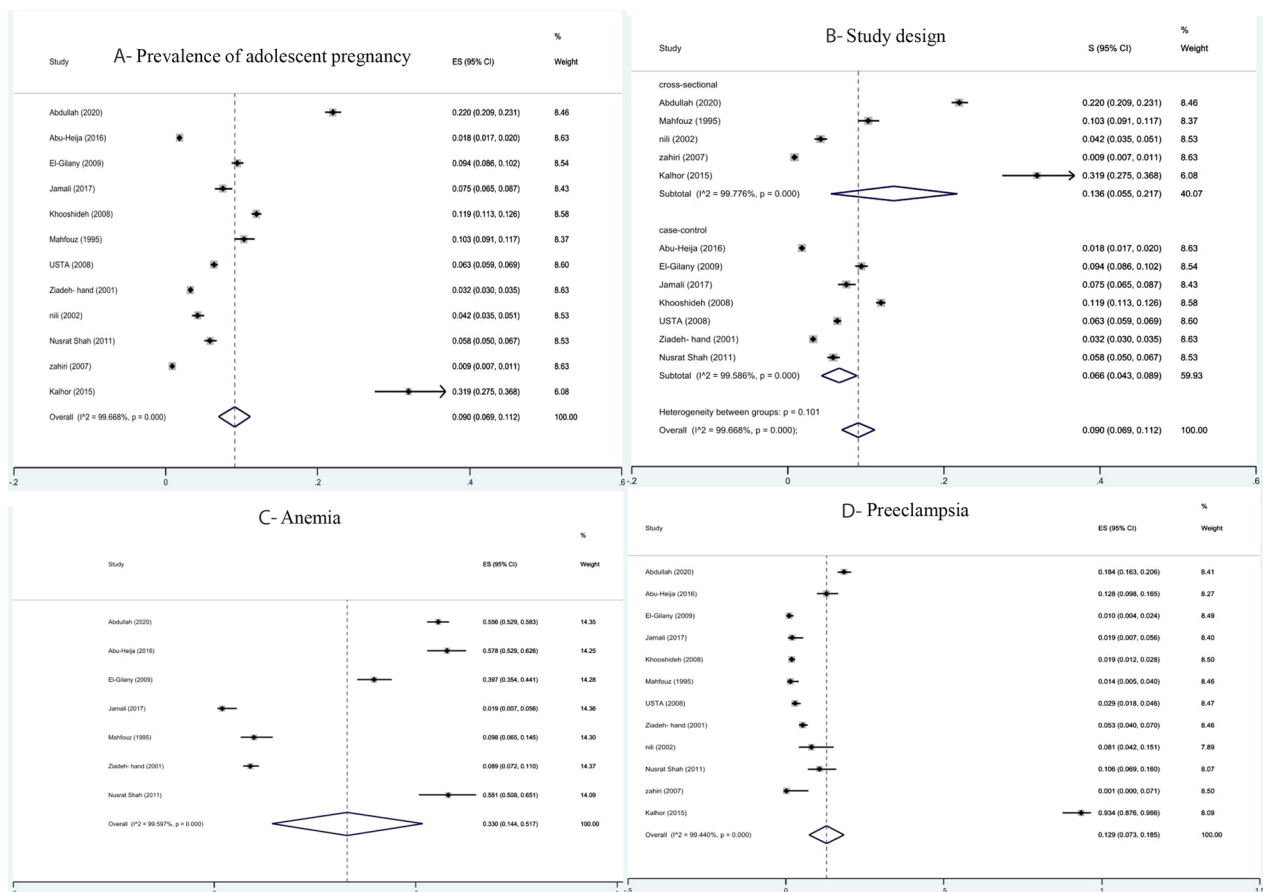 A- Prevalence of adolescent pregnancy
%
Study ES (95% CI) Weight
Abdullah (2020) 0.220 (0.209, 0.231) 8.46
Abu-Heija (2016) 0.018 (0.017, 0.020) 8.63
El-Gilany (2009) 0.094 (0.086, 0.102) 8.54
Jamali (2017) 0.075 (0.065, 0.087) 8.43
Khooshideh (2008) 0.119 (0.113, 0.126) 8.58
Mahfouz (1995) 0.103 (0.091, 0.117) 8.37
USTA (2008) 0.063 (0.059, 0.069) 8.60
Ziadeh- hand (2001) 0.032 (0.030, 0.035) 8.63
nili (2002) 0.042 (0.035, 0.051) 8.53
Nusrat Shah (2011) 0.058 (0.050, 0.067) 8.53
zahiri (2007) 0.009 (0.007, 0.011) 8.63
Kalhor (2015) 0.319 (0.275, 0.368) 6.08
Overall (I^2 = 99.668%, p = 0.000) 0.090 (0.069, 0.112) 100.00
-.2 0 .2 .4 .6
B- Study design
%
Study S (95% CI) Weight
cross-sectional
Abdullah (2020) 0.220 (0.209, 0.231) 8.46
Mahfouz (1995) 0.103 (0.091, 0.117) 8.37
nili (2002) 0.042 (0.035, 0.051) 8.53
zahiri (2007) 0.009 (0.007, 0.011) 8.63
Kalhor (2015) 0.319 (0.275, 0.368) 6.08
Subtotal (I^2 = 99.776%, p = 0.000) 0.136 (0.055, 0.217) 40.07
case-control
Abu-Heija (2016) 0.018 (0.017, 0.020) 8.63
El-Gilany (2009) 0.094 (0.086, 0.102) 8.54
Jamali (2017) 0.075 (0.065, 0.087) 8.43
Khooshideh (2008) 0.119 (0.113, 0.126) 8.58
USTA (2008) 0.063 (0.059, 0.069) 8.60
Ziadeh- hand (2001) 0.032 (0.030, 0.035) 8.63
Nusrat Shah (2011) 0.058 (0.050, 0.067) 8.53
Subtotal (I^2 = 99.586%, p = 0.000) 0.066 (0.043, 0.089) 59.93
Heterogeneity between groups: p = 0.101
Overall (I^2 = 99.668%, p = 0.000); 0.090 (0.069, 0.112) 100.00
-.2 0 .2 .4 .6
C- Anemia
%
Study ES (95% CI) Weight
Abdullah (2020) 0.556 (0.529, 0.583) 14.35
Abu-Heija (2016) 0.578 (0.529, 0.626) 14.25
El-Gilany (2009) 0.397 (0.354, 0.441) 14.28
Jamali (2017) 0.019 (0.007, 0.056) 14.36
Mahfouz (1995) 0.098 (0.065, 0.145) 14.30
Ziadeh- hand (2001) 0.089 (0.072, 0.110) 14.37
Nusrat Shah (2011) 0.581 (0.508, 0.651) 14.09
Overall (I^2 = 99.597%, p = 0.000) 0.330 (0.144, 0.517) 100.00
D- Preeclampsia
%
Study ES (95% CI) Weight
Abdullah (2020) 0.184 (0.163, 0.206) 8.41
Abu-Heija (2016) 0.128 (0.098, 0.165) 8.27
El-Gilany (2009) 0.010 (0.004, 0.024) 8.49
Jamali (2017) 0.019 (0.007, 0.056) 8.40
Khooshideh (2008) 0.019 (0.012, 0.028) 8.50
Mahfouz (1995) 0.014 (0.005, 0.040) 8.46
USTA (2008) 0.029 (0.018, 0.046) 8.47
Ziadeh- hand (2001) 0.053 (0.040, 0.070) 8.46
nili (2002) 0.081 (0.042, 0.151) 7.89
Nusrat Shah (2011) 0.106 (0.069, 0.160) 8.07
zahiri (2007) 0.001 (0.000, 0.071) 8.50
Kalhor (2015) 0.934 (0.876, 0.966) 8.09
Overall (I^2 = 99.440%, p = 0.000) 0.129 (0.073, 0.185) 100.00